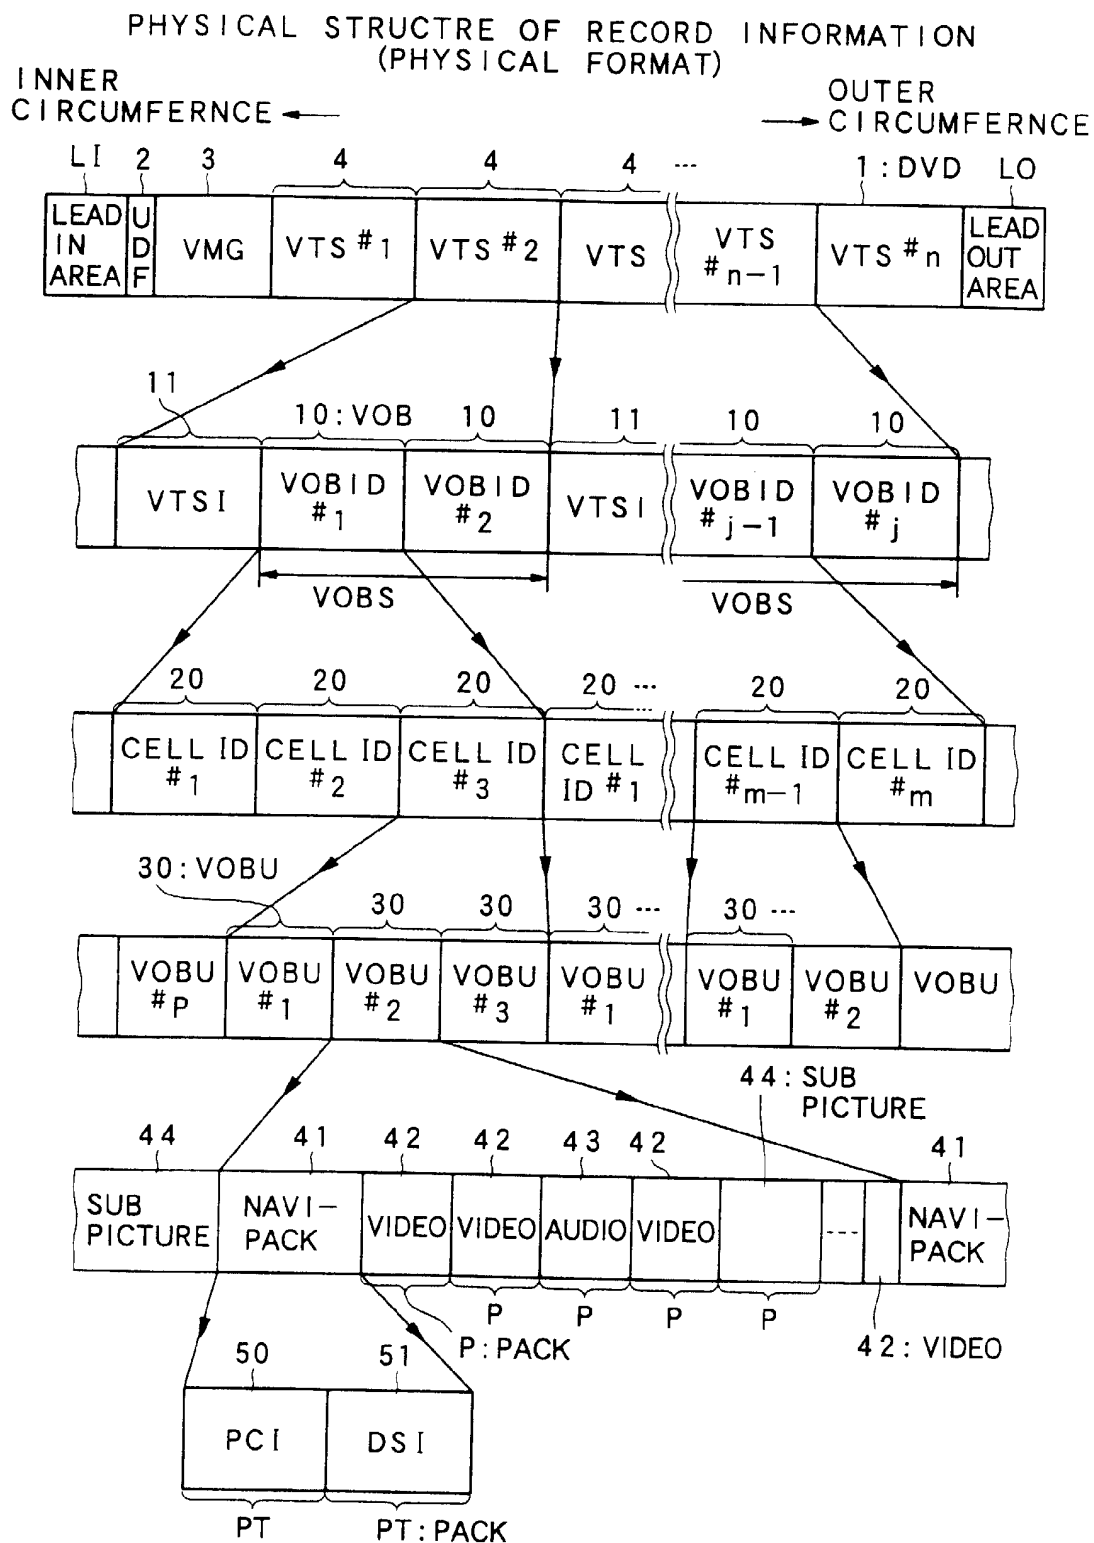 PHYSICAL STRUCTRE OF RECORD INFORMATION
(PHYSICAL FORMAT)
INNER
CIRCUMFERNCE
OUTER
CIRCUMFERNCE
LI 2 3 4 4 4 ... 1:DVD LO
LEAD
IN
AREA
U
D
F
VMG
VTS #1
VTS #2
VTS
VTS
#n-1
VTS #n
LEAD
OUT
AREA
11 10:VOB 10 11 10 10
VTSI
VOBID
#1
VOBID
#2
VTSI
VOBID
#j-1
VOBID
#j
VOBS
VOBS
20 20 20 20 ... 20 20
...
CELL ID
#1
CELL ID
#2
CELL ID
#3
CELL
ID #1
CELL ID
#m-1
CELL ID
#m
30:VOBU
30 30 30 ... 30 ...
VOBU
#P
VOBU
#1
VOBU
#2
VOBU
#3
VOBU
#1
VOBU
#1
VOBU
#2
VOBU
44:SUB
PICTURE
44 41 42 42 43 42 41
SUB
PICTURE
NAVI-
PACK
VIDEO
VIDEO
AUDIO
VIDEO
----
NAVI-
PACK
P P P P
P:PACK
42:VIDEO
50 51
PCI
DSI
PT
PT:PACK